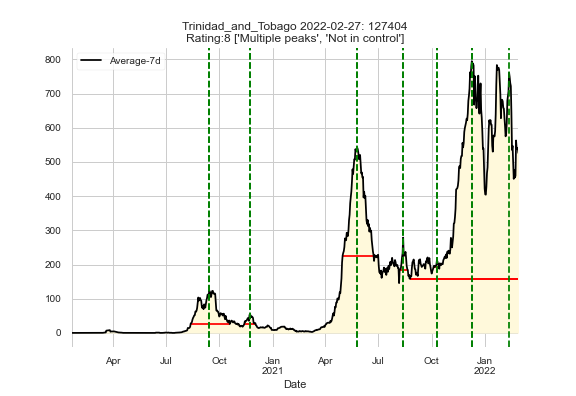 Trinidad_and_Tobago 2022-02-27: 127404
Rating:8 ['Multiple peaks', 'Not in control']
Average-7d
800
700
600
500
400
300
200
100
0
Apr Jul Oct Jan Apr Jul Oct Jan
2021 2022
Date